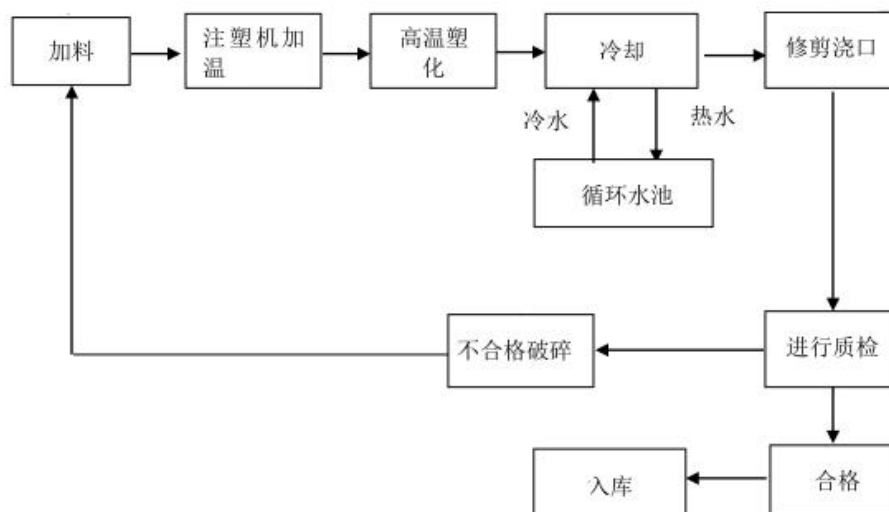 加料
注塑机加
温
高温塑
化
冷却
修剪浇口
冷水
热水
循环水池
不合格破碎
进行质检
入库
合格